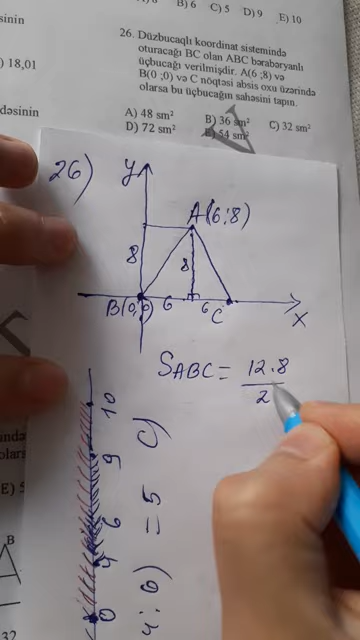 B) 6 C) 5 D) 9 E) 10
sinin
) 18,01
dəsinin
26. Düzbucaqlı koordinat sistemində
oturacağı BC olan ABC bərabəryanlı
üçbucağı verilmişdir. A(6 ;8) və
B(0 ;0) və C nöqtəsi absis oxu üzərində
olarsa bu üçbucağın sahəsini tapın.
A) 48 sm² B) 36 sm² C) 32 sm²
D) 72 sm² E) 54 sm²
26)
y
A(6;8)
8
8
B(0;0) 6 6 C
X
S ABC = 12.8
2
0 4 6 9 10
= 5 C)
E) 5
B
A
32